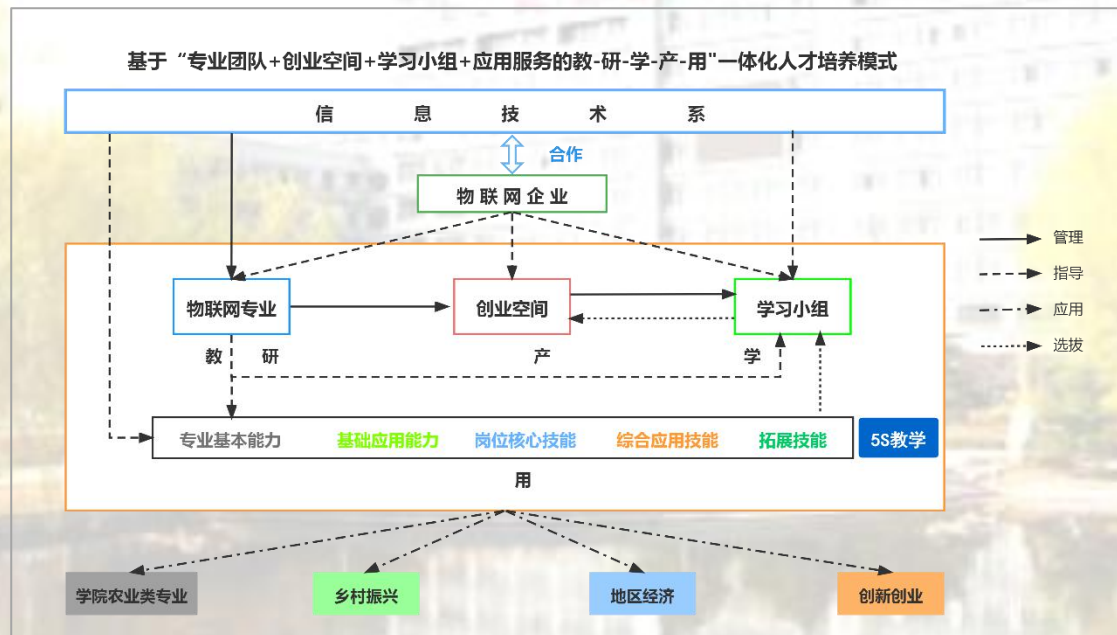 基于“专业团队+创业空间+学习小组+应用服务的教-研-学-产-用"一体化人才培养模式
信息技术系
合作
物联网企业
管理
指导
应用
选拔
物联网专业
创业空间
学习小组
教 研 产 学
专业基本能力 基础应用能力 岗位核心技能 综合应用技能 拓展技能 5S教学
用
学院农业类专业 乡村振兴 地区经济 创新创业